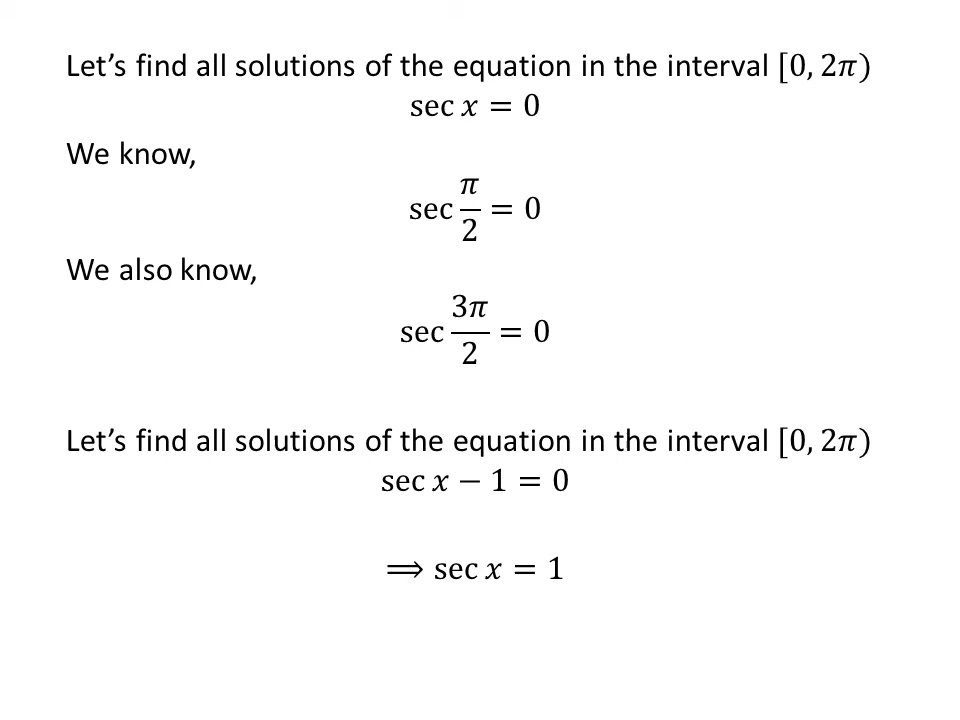 Let’s find all solutions of the equation in the interval [0, 2𝜋)
sec 𝑥 = 0
We know,
sec 𝜋/2 = 0
We also know,
sec 3𝜋/2 = 0
Let’s find all solutions of the equation in the interval [0, 2𝜋)
sec 𝑥 − 1 = 0
⟹ sec 𝑥 = 1